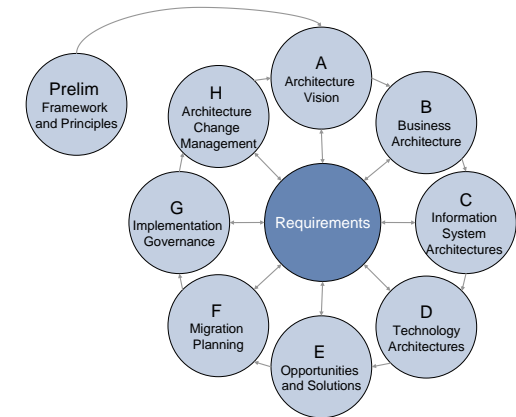 Prelim
Framework
and Principles
A
Architecture
Vision
B
Business
Architecture
C
Information
System
Architectures
D
Technology
Architectures
E
Opportunities
and Solutions
F
Migration
Planning
G
Implementation
Governance
H
Architecture
Change
Management
Requirements